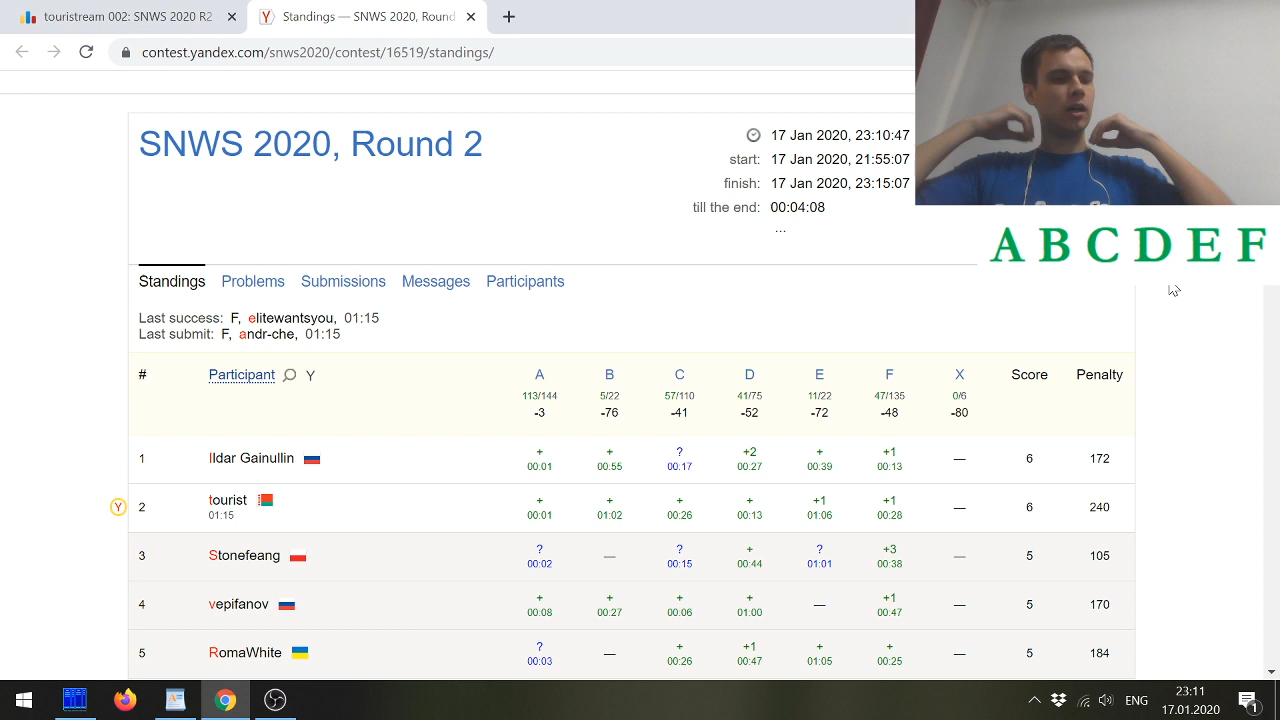 touristream 002: SNWS 2020 R2
Standings — SNWS 2020, Round
contest.yandex.com/snws2020/contest/16519/standings/
SNWS 2020, Round 2
17 Jan 2020, 23:10:47
start: 17 Jan 2020, 21:55:07
finish: 17 Jan 2020, 23:15:07
till the end: 00:04:08
...
A B C D E F
Standings Problems Submissions Messages Participants
Last success: F, elitewantsyou, 01:15
Last submit: F, andr-che, 01:15
# Participant Y A B C D E F X Score Penalty
113/144 5/22 57/110 41/75 11/22 47/135 0/6
-3 -76 -41 -52 -72 -48 -80
1 Ildar Gainullin + + ? +2 + +1 — 6 172
00:01 00:55 00:17 00:27 00:39 00:13
Y 2 tourist + + + + +1 +1 — 6 240
01:15 00:01 01:02 00:26 00:13 01:06 00:28
3 Stonefeang ? — ? + ? +3 — 5 105
00:02 00:15 00:44 01:01 00:38
4 vepifanov + + + + — +1 — 5 170
00:08 00:27 00:06 01:00 00:47
5 RomaWhite ? — + +1 + + — 5 184
00:03 00:26 00:47 01:05 00:25
ENG
23:11
17.01.2020
1